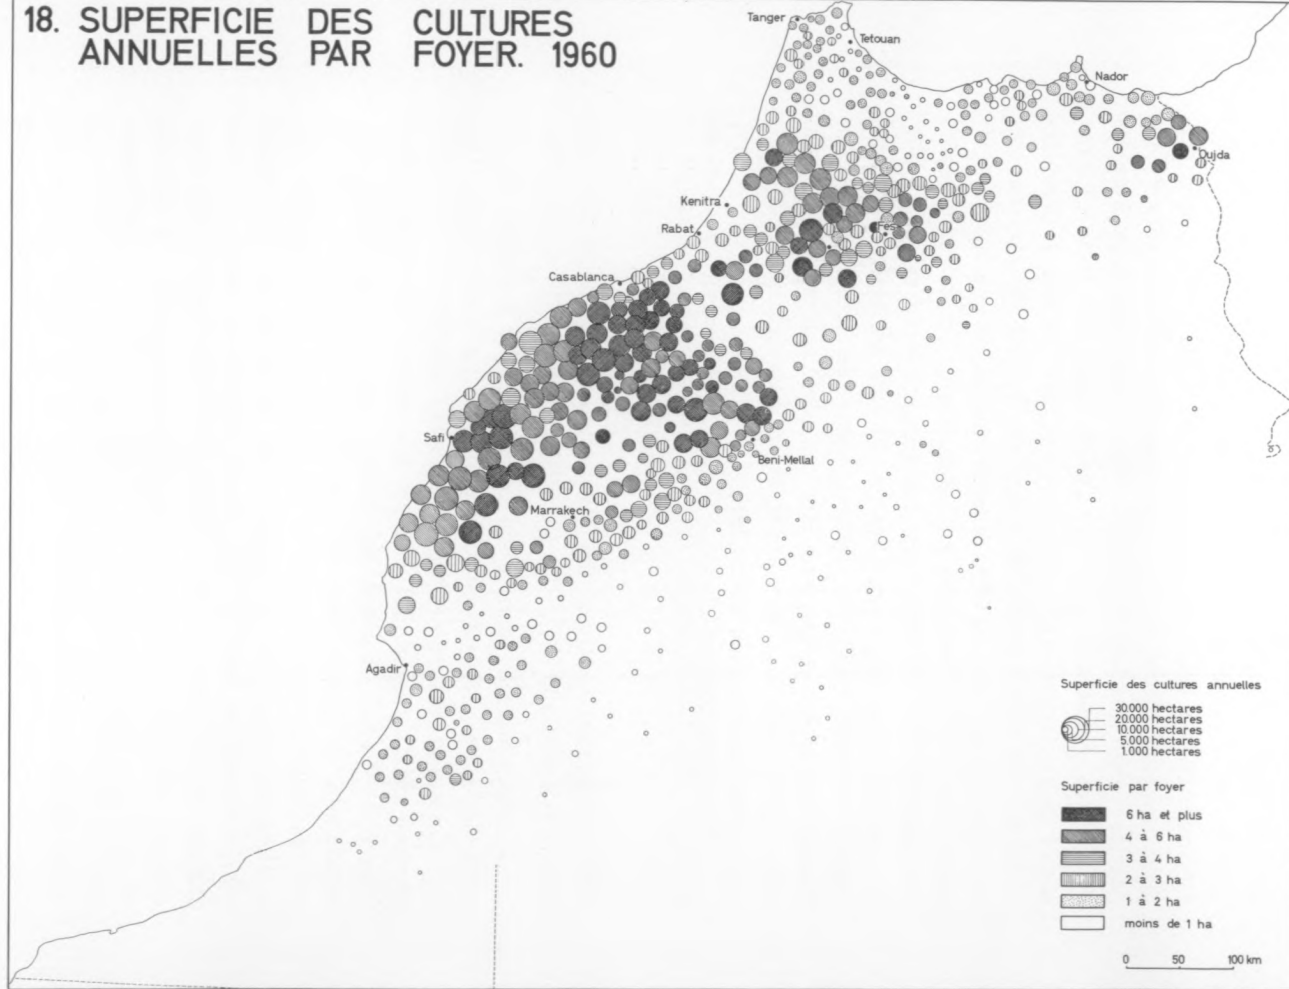 18. SUPERFICIE DES CULTURES
ANNUELLES PAR FOYER. 1960
Tanger
Tetouan
Nador
Oujda
Kenitra
Rabat
Fes
Casablanca
Safi
Beni-Mellal
Marrakech
Agadir
Superficie des cultures annuelles
30.000 hectares
20.000 hectares
10.000 hectares
5.000 hectares
1.000 hectares
Superficie par foyer
6 ha et plus
4 à 6 ha
3 à 4 ha
2 à 3 ha
1 à 2 ha
moins de 1 ha
0 50 100 km